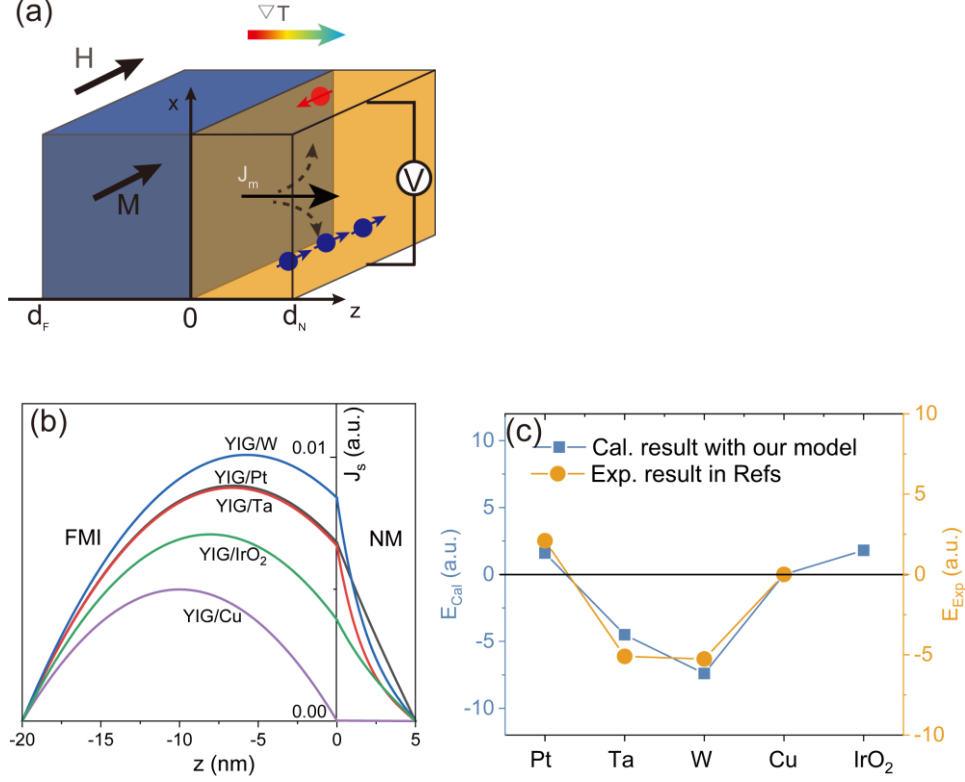 (a)
▽ T
H
x
M
J_m
V
d_F
0
d_N
z
(b)
J_s (a.u.)
0.01
YIG/W
YIG/Pt
YIG/Ta
FMI
NM
YIG/IrO₂
YIG/Cu
0.00
-20 -15 -10 -5 0 5
z (nm)
(c)
Pt Ta W Cu IrO₂
Cal. result with our model
Exp. result in Refs
E_Cal (a.u.)
10
5
0
-5
-10
E_Exp (a.u.)
10
5
0
-5
-10